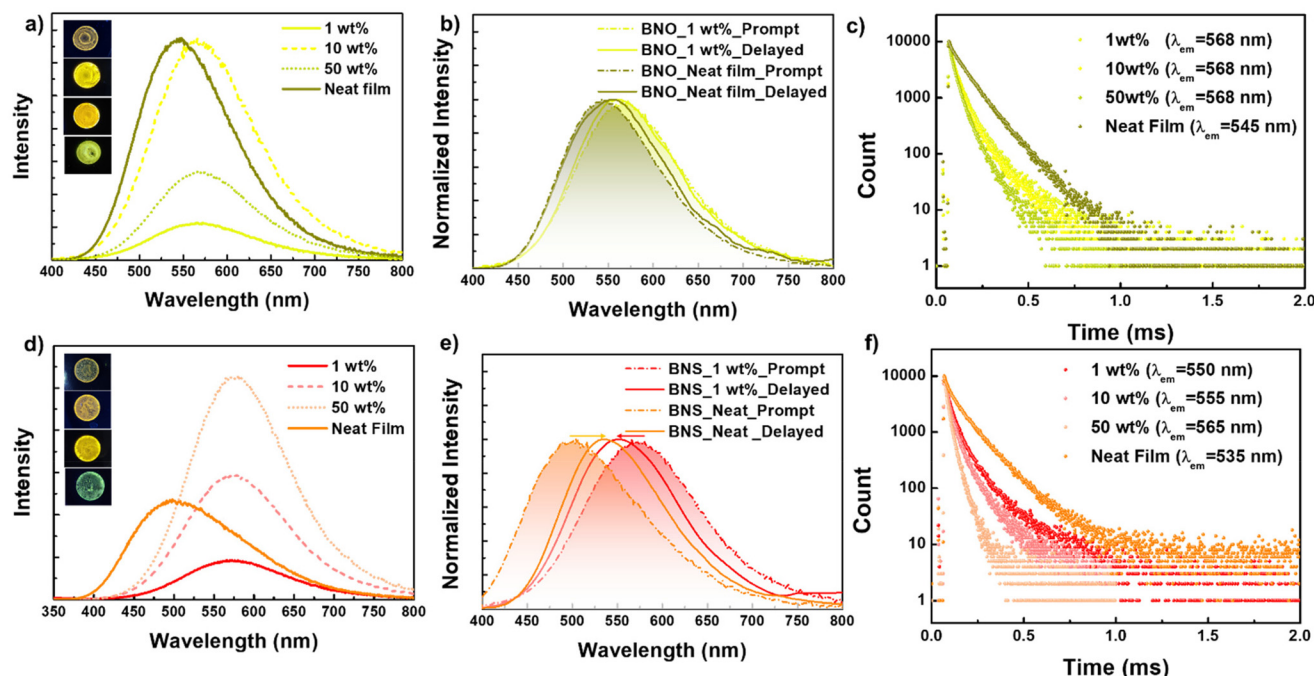 a)
1 wt%
10 wt%
50 wt%
Neat film
Intensity
400 450 500 550 600 650 700 750 800
Wavelength (nm)
b)
BNO_1 wt%_Prompt
BNO_1 wt%_Delayed
BNO_Neat film_Prompt
BNO_Neat film_Delayed
Normalized Intensity
400 450 500 550 600 650 700 750 800
Wavelength (nm)
c)
1wt% (λem=568 nm)
10wt% (λem=568 nm)
50wt% (λem=568 nm)
Neat Film (λem=545 nm)
Count
10000
1000
100
10
1
0.0 0.5 1.0 1.5 2.0
Time (ms)
d)
1 wt%
10 wt%
50 wt%
Neat Film
Intensity
350 400 450 500 550 600 650 700 750 800
Wavelength (nm)
e)
BNS_1 wt%_Prompt
BNS_1 wt%_Delayed
BNS_Neat_Prompt
BNS_Neat _Delayed
Normalized Intensity
400 450 500 550 600 650 700 750 800
Wavelength (nm)
f)
1 wt% (λem=550 nm)
10 wt% (λem=555 nm)
50 wt% (λem=565 nm)
Neat Film (λem=535 nm)
Count
10000
1000
100
10
1
0.0 0.5 1.0 1.5 2.0
Time (ms)